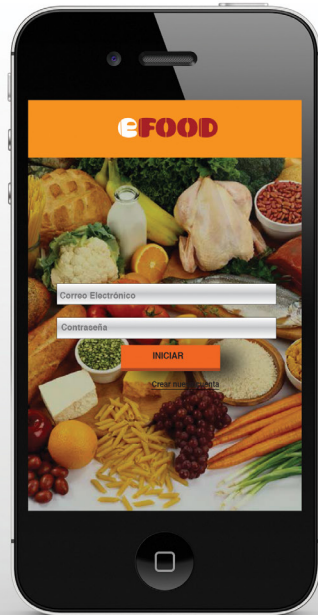 eFOOD
Correo Electrónico
Contraseña
INICIAR
Crear nueva cuenta